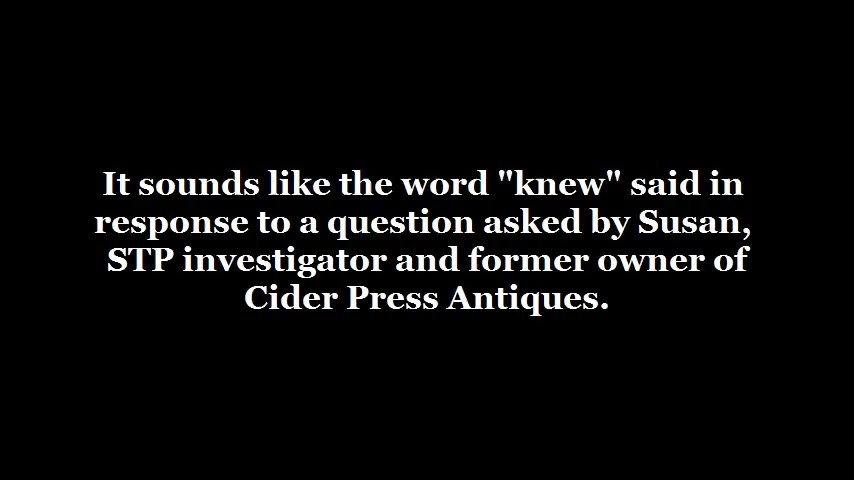 It sounds like the word "knew" said in
response to a question asked by Susan,
STP investigator and former owner of
Cider Press Antiques.